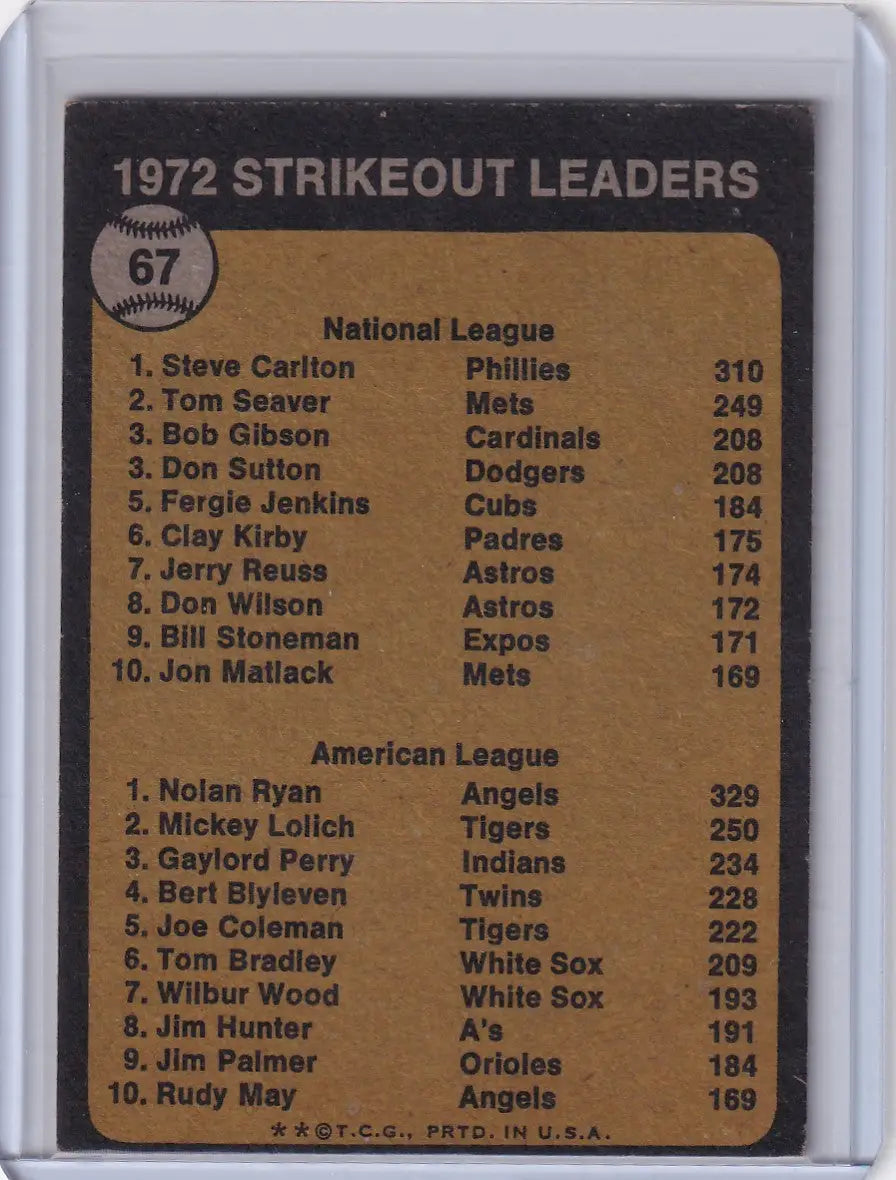 1972 STRIKEOUT LEADERS
67
National League
1. Steve Carlton Phillies 310
2. Tom Seaver Mets 249
3. Bob Gibson Cardinals 208
3. Don Sutton Dodgers 208
5. Fergie Jenkins Cubs 184
6. Clay Kirby Padres 175
7. Jerry Reuss Astros 174
8. Don Wilson Astros 172
9. Bill Stoneman Expos 171
10. Jon Matlack Mets 169
American League
1. Nolan Ryan Angels 329
2. Mickey Lolich Tigers 250
3. Gaylord Perry Indians 234
4. Bert Blyleven Twins 228
5. Joe Coleman Tigers 222
6. Tom Bradley White Sox 209
7. Wilbur Wood White Sox 193
8. Jim Hunter A's 191
9. Jim Palmer Orioles 184
10. Rudy May Angels 169
**©T.C.G., PRTD. IN U.S.A.